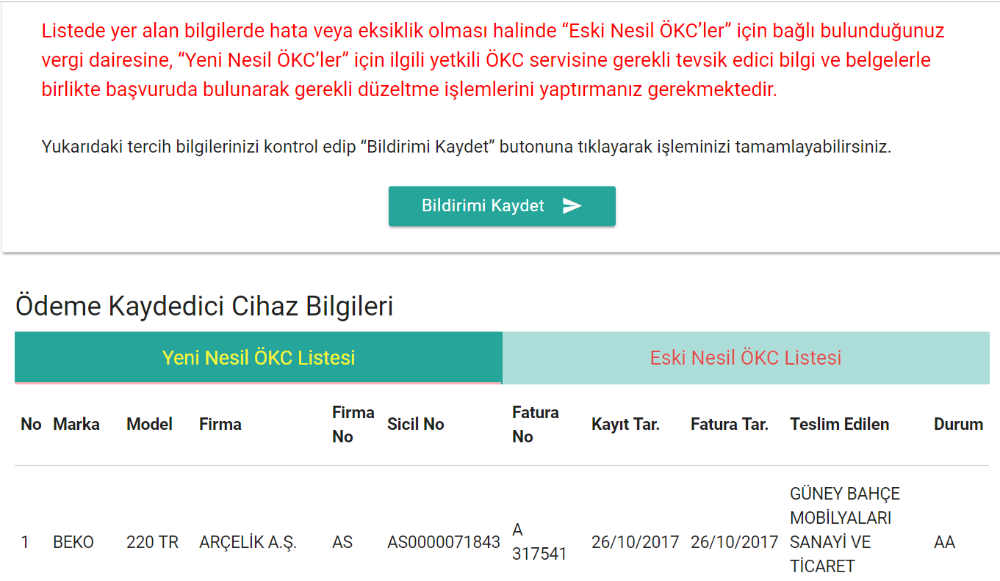 Listede yer alan bilgilerde hata veya eksiklik olması halinde “Eski Nesil ÖKC’ler” için bağlı bulunduğunuz
vergi dairesine, “Yeni Nesil ÖKC’ler” için ilgili yetkili ÖKC servisine gerekli tevsik edici bilgi ve belgelerle
birlikte başvuruda bulunarak gerekli düzeltme işlemlerini yaptırmanız gerekmektedir.
Yukarıdaki tercih bilgilerinizi kontrol edip “Bildirimi Kaydet” butonuna tıklayarak işleminizi tamamlayabilirsiniz.
Bildirimi Kaydet
Ödeme Kaydedici Cihaz Bilgileri
Yeni Nesil ÖKC Listesi Eski Nesil ÖKC Listesi
No Marka Model Firma Firma No Sicil No Fatura No Kayıt Tar. Fatura Tar. Teslim Edilen Durum
1 BEKO 220 TR ARÇELİK A.Ş. AS AS0000071843 A 317541 26/10/2017 26/10/2017 GÜNEY BAHÇE MOBİLYALARI SANAYİ VE TİCARET AA